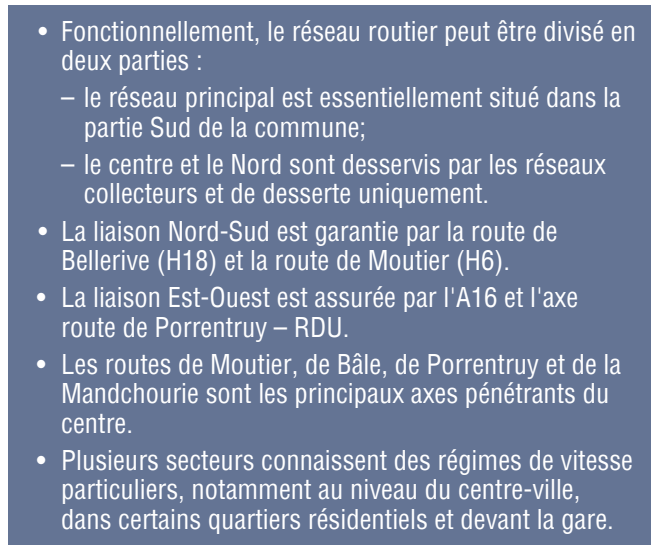 • Fonctionnellement, le réseau routier peut être divisé en
deux parties :
– le réseau principal est essentiellement situé dans la
partie Sud de la commune;
– le centre et le Nord sont desservis par les réseaux
collecteurs et de desserte uniquement.
• La liaison Nord-Sud est garantie par la route de
Bellerive (H18) et la route de Moutier (H6).
• La liaison Est-Ouest est assurée par l'A16 et l'axe
route de Porrentruy – RDU.
• Les routes de Moutier, de Bâle, de Porrentruy et de la
Mandchourie sont les principaux axes pénétrants du
centre.
• Plusieurs secteurs connaissent des régimes de vitesse
particuliers, notamment au niveau du centre-ville,
dans certains quartiers résidentiels et devant la gare.